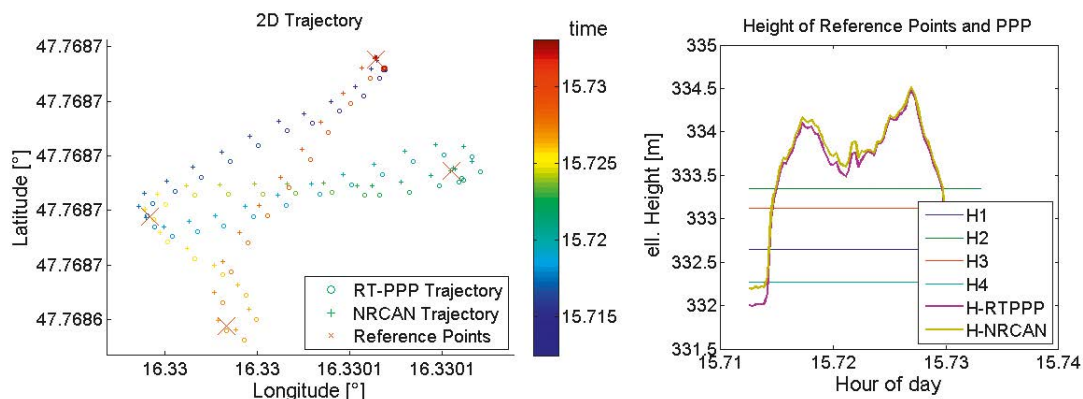 2D Trajectory
time
47.7687
47.7687
47.7687
47.7687
47.7687
47.7686
Latitude [°]
16.33
16.33
16.3301
16.3301
Longitude [°]
RT-PPP Trajectory
NRCAN Trajectory
Reference Points
15.73
15.725
15.72
15.715
Height of Reference Points and PPP
335
334.5
334
333.5
333
332.5
332
331.5
ell. Height [m]
15.71
15.72
15.73
15.74
Hour of day
H1
H2
H3
H4
H-RTPPP
H-NRCAN